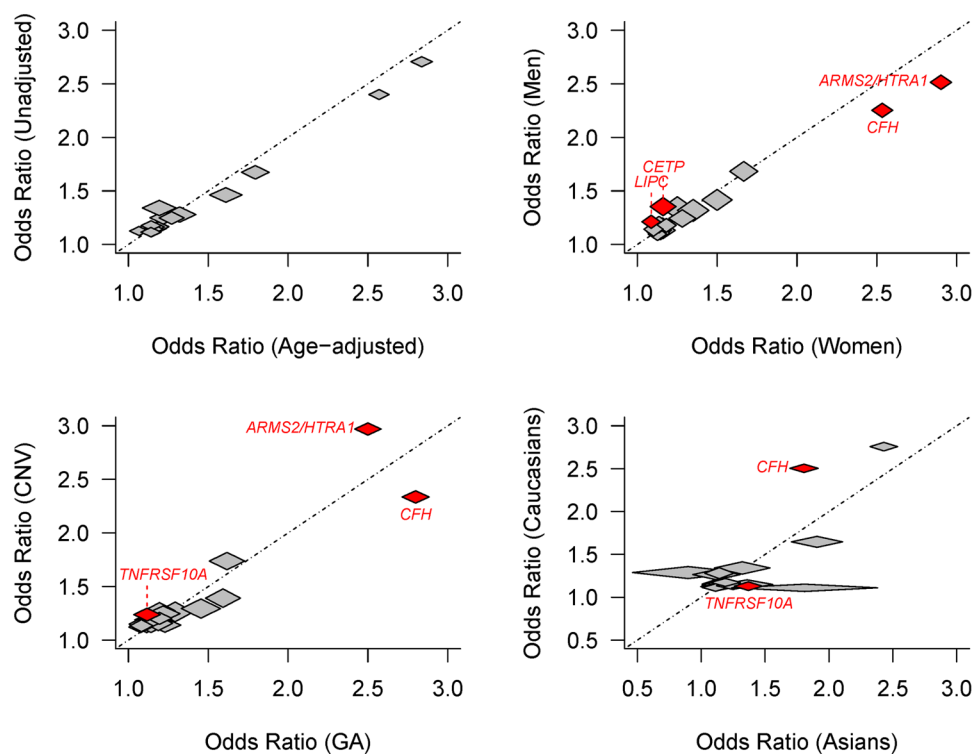 Odds Ratio (Unadjusted)
3.0
2.5
2.0
1.5
1.0
1.0 1.5 2.0 2.5 3.0
Odds Ratio (Age−adjusted)
Odds Ratio (Men)
3.0
2.5
2.0
1.5
1.0
ARMS2/HTRA1
CFH
CETP
LIPC
1.0 1.5 2.0 2.5 3.0
Odds Ratio (Women)
Odds Ratio (CNV)
3.0
2.5
2.0
1.5
1.0
ARMS2/HTRA1
CFH
TNFRSF10A
1.0 1.5 2.0 2.5 3.0
Odds Ratio (GA)
Odds Ratio (Caucasians)
3.0
2.5
2.0
1.5
1.0
0.5
CFH
TNFRSF10A
0.5 1.0 1.5 2.0 2.5 3.0
Odds Ratio (Asians)